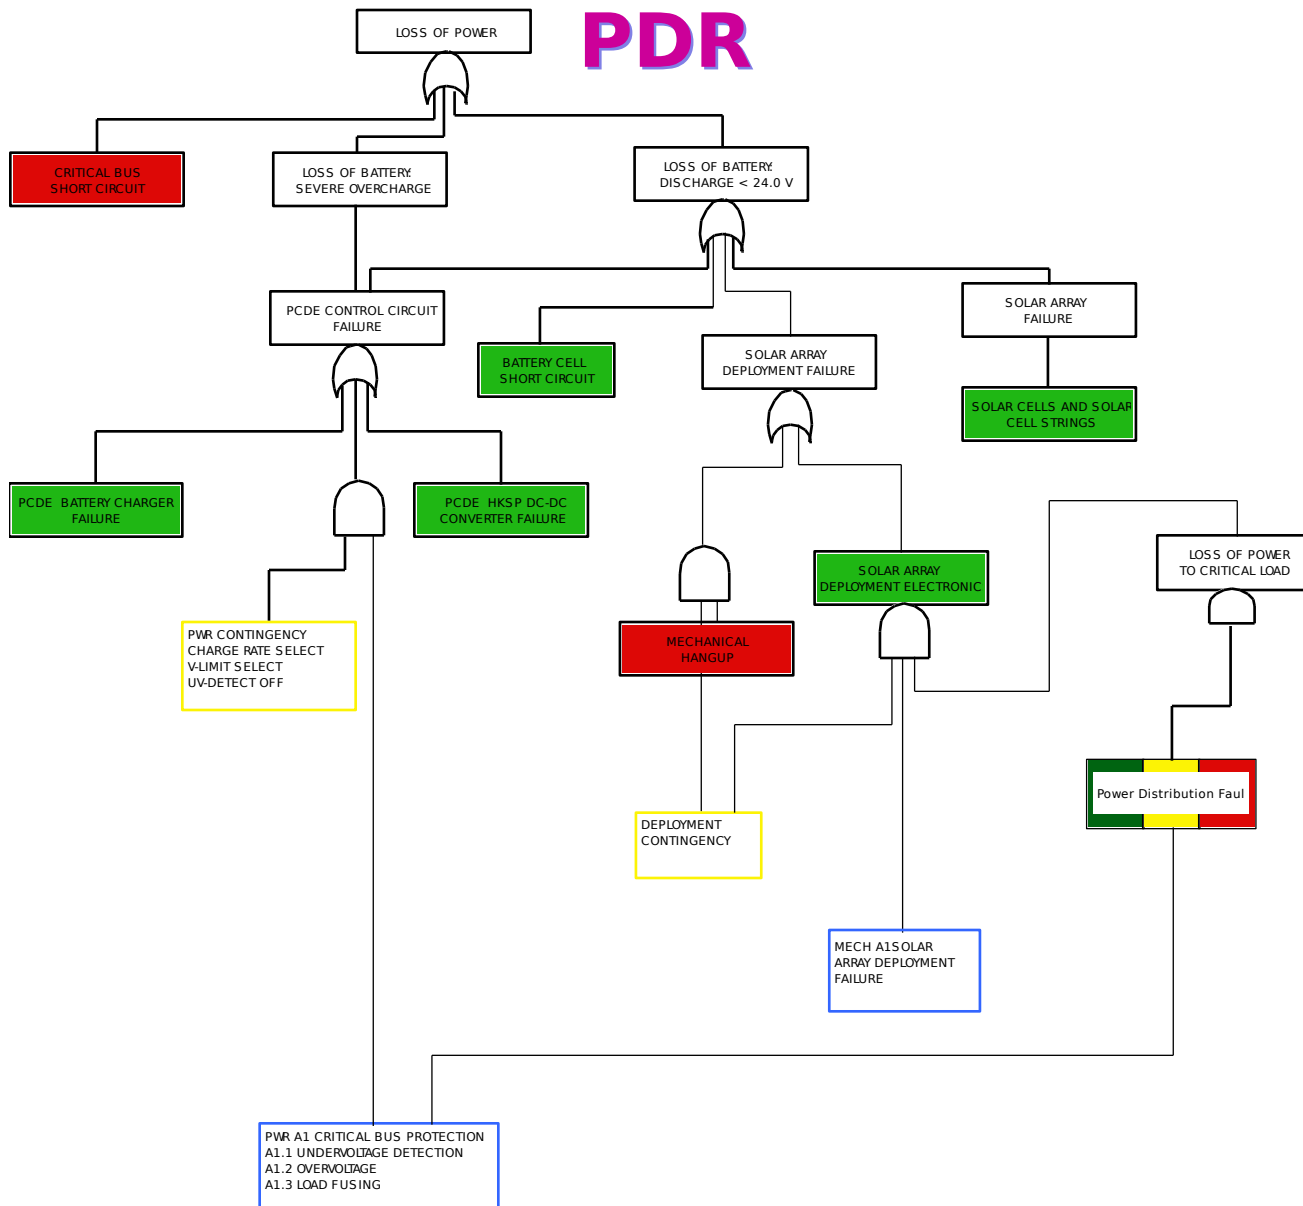 PDR
LOSS OF POWER
CRITICAL BUS
SHORT CIRCUIT
LOSS OF BATTERY:
SEVERE OVERCHARGE
LOSS OF BATTERY:
DISCHARGE < 24.0 V
PCDE CONTROL CIRCUIT
FAILURE
SOLAR ARRAY
FAILURE
BATTERY CELL
SHORT CIRCUIT
SOLAR ARRAY
DEPLOYMENT FAILURE
SOLAR CELLS AND SOLAR
CELL STRINGS
PCDE BATTERY CHARGER
FAILURE
PCDE HKSP DC-DC
CONVERTER FAILURE
SOLAR ARRAY
DEPLOYMENT ELECTRONIC
LOSS OF POWER
TO CRITICAL LOAD
PWR CONTINGENCY
CHARGE RATE SELECT
V-LIMIT SELECT
UV-DETECT OFF
MECHANICAL
HANGUP
Power Distribution Faul
DEPLOYMENT
CONTINGENCY
MECH A1SOLAR
ARRAY DEPLOYMENT
FAILURE
PWR A1 CRITICAL BUS PROTECTION
A1.1 UNDERVOLTAGE DETECTION
A1.2 OVERVOLTAGE
A1.3 LOAD FUSING